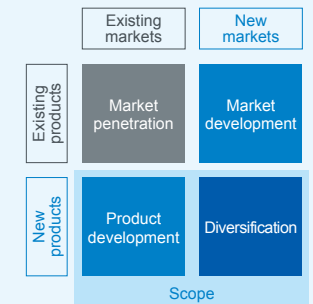 Existing
markets
New
markets
Existing
products
Market
penetration
Market
development
New
products
Product
development
Diversification
Scope